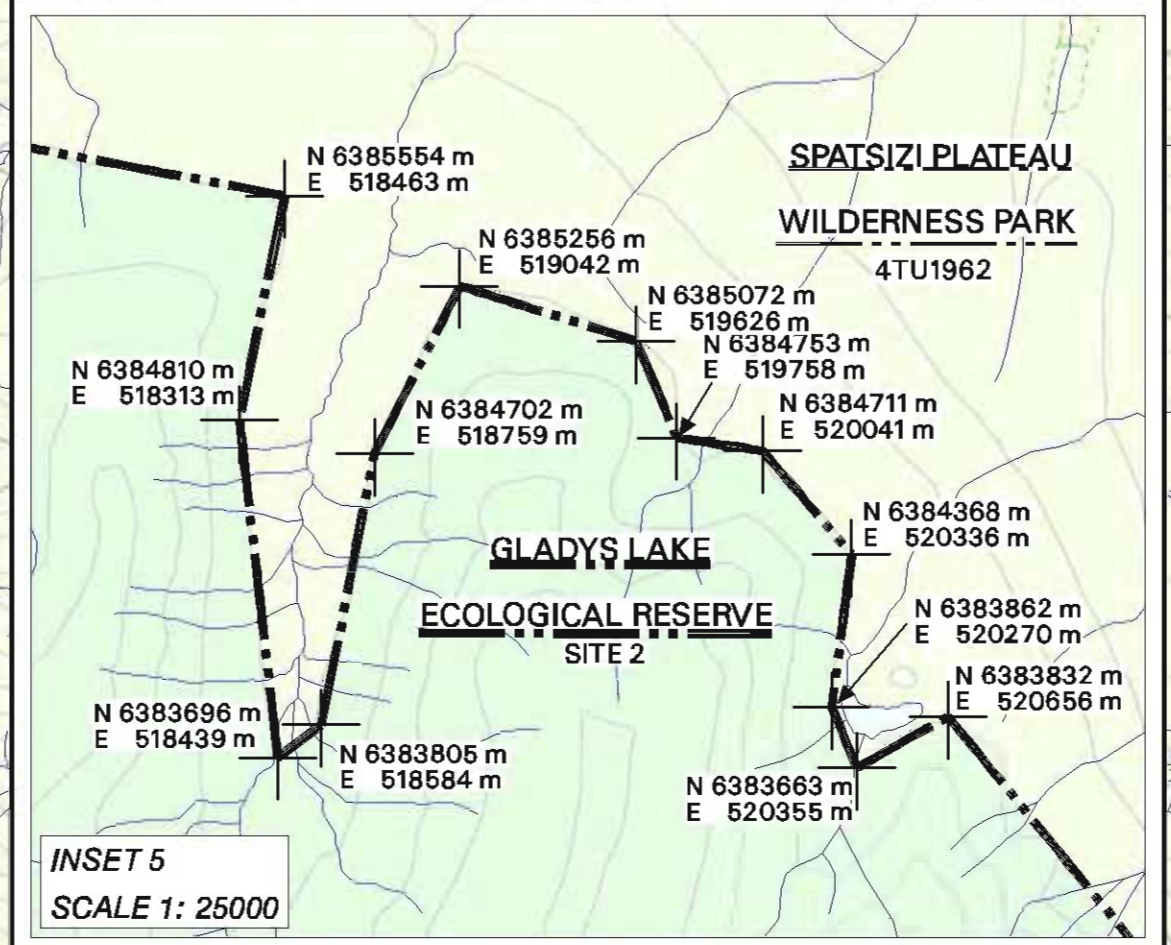 N 6385554 m
E 518463 m
SPATSIZI PLATEAU
WILDERNESS PARK
4TU1962
N 6385256 m
E 519042 m
N 6385072 m
E 519626 m
N 6384753 m
E 519758 m
N 6384810 m
E 518313 m
N 6384702 m
E 518759 m
N 6384711 m
E 520041 m
N 6384368 m
E 520336 m
GLADYS LAKE
ECOLOGICAL RESERVE
SITE 2
N 6383862 m
E 520270 m
N 6383832 m
E 520656 m
N 6383696 m
E 518439 m
N 6383805 m
E 518584 m
N 6383663 m
E 520355 m
INSET 5
SCALE 1: 25000